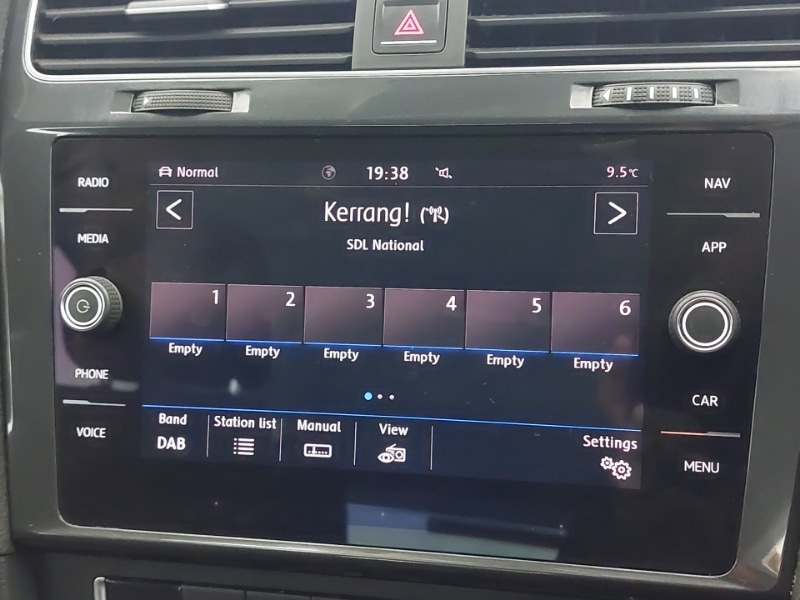 RADIO
MEDIA
PHONE
VOICE
Normal
19:38
9.5°C
<
Kerrang!
>
SDL National
1 2 3 4 5 6
Empty Empty Empty Empty Empty Empty
Band
DAB
Station list
Manual
View
Settings
NAV
APP
CAR
MENU